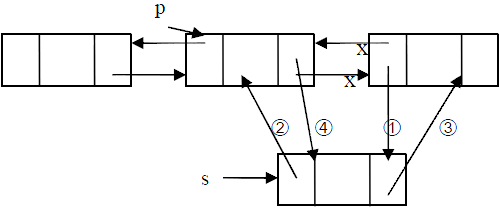 p
x
x
② ④ ① ③
s